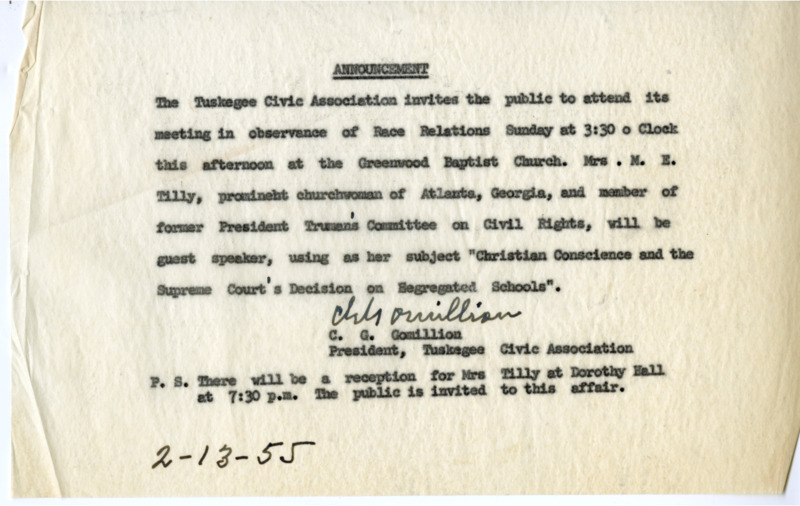 ANNOUNCEMENT
The Tuskegee Civic Association invites the public to attend its
meeting in observance of Race Relations Sunday at 3:30 o Clock
this afternoon at the Greenwood Baptist Church. Mrs . M. E.
Tilly, prominebt churchwoman of Atlanta, Georgia, and member of
former President Truman's Committee on Civil Rights, will be
guest speaker, using as her subject "Christian Conscience and the
Supreme Court's Decision on Segregated Schools".
C G Gomillion
C. G. Gomillion
President, Tuskegee Civic Association
P. S. There will be a reception for Mrs Tilly at Dorothy Hall
at 7:30 p.m. The public is invited to this affair.
2-13-55